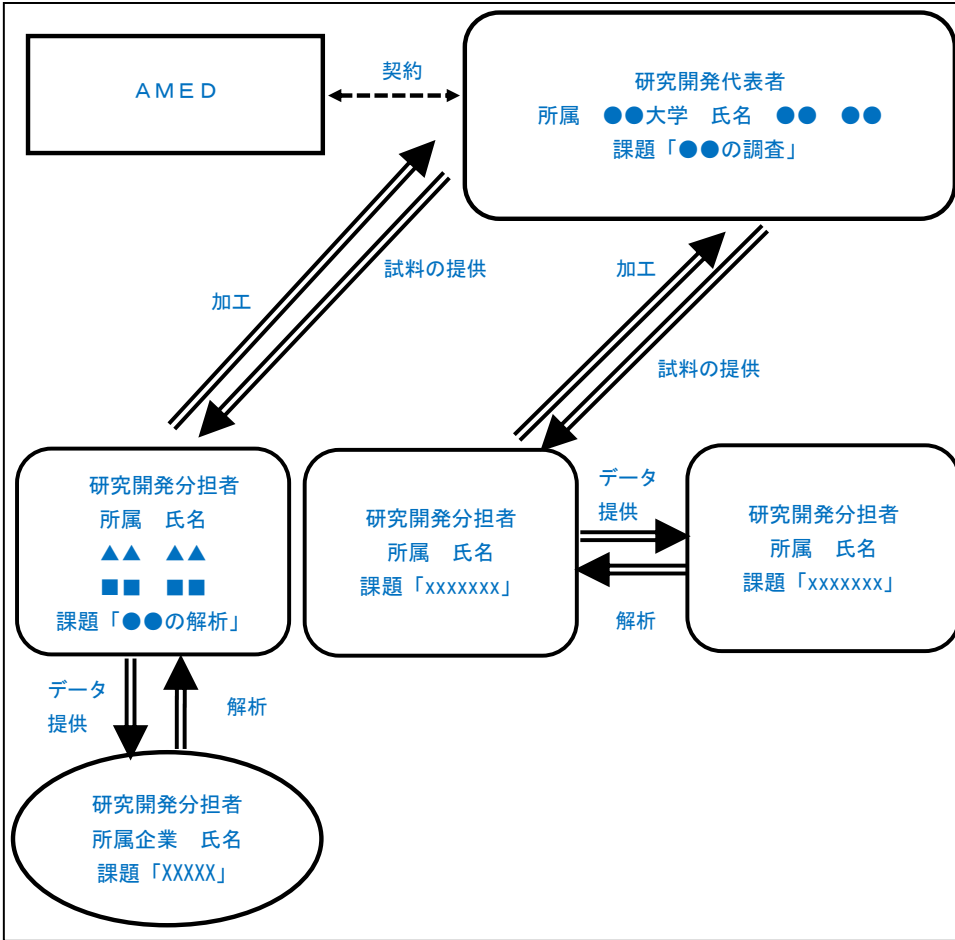 AMED
契約
研究開発代表者
所属　●●大学　氏名　●●　●●
課題「●●の調査」
加工
試料の提供
加工
試料の提供
研究開発分担者
所属　氏名
▲▲　▲▲
■■　■■
課題「●●の解析」
研究開発分担者
所属　氏名
課題「xxxxxxx」
データ
提供
解析
研究開発分担者
所属　氏名
課題「xxxxxxx」
データ
提供
解析
研究開発分担者
所属企業　氏名
課題「XXXXX」